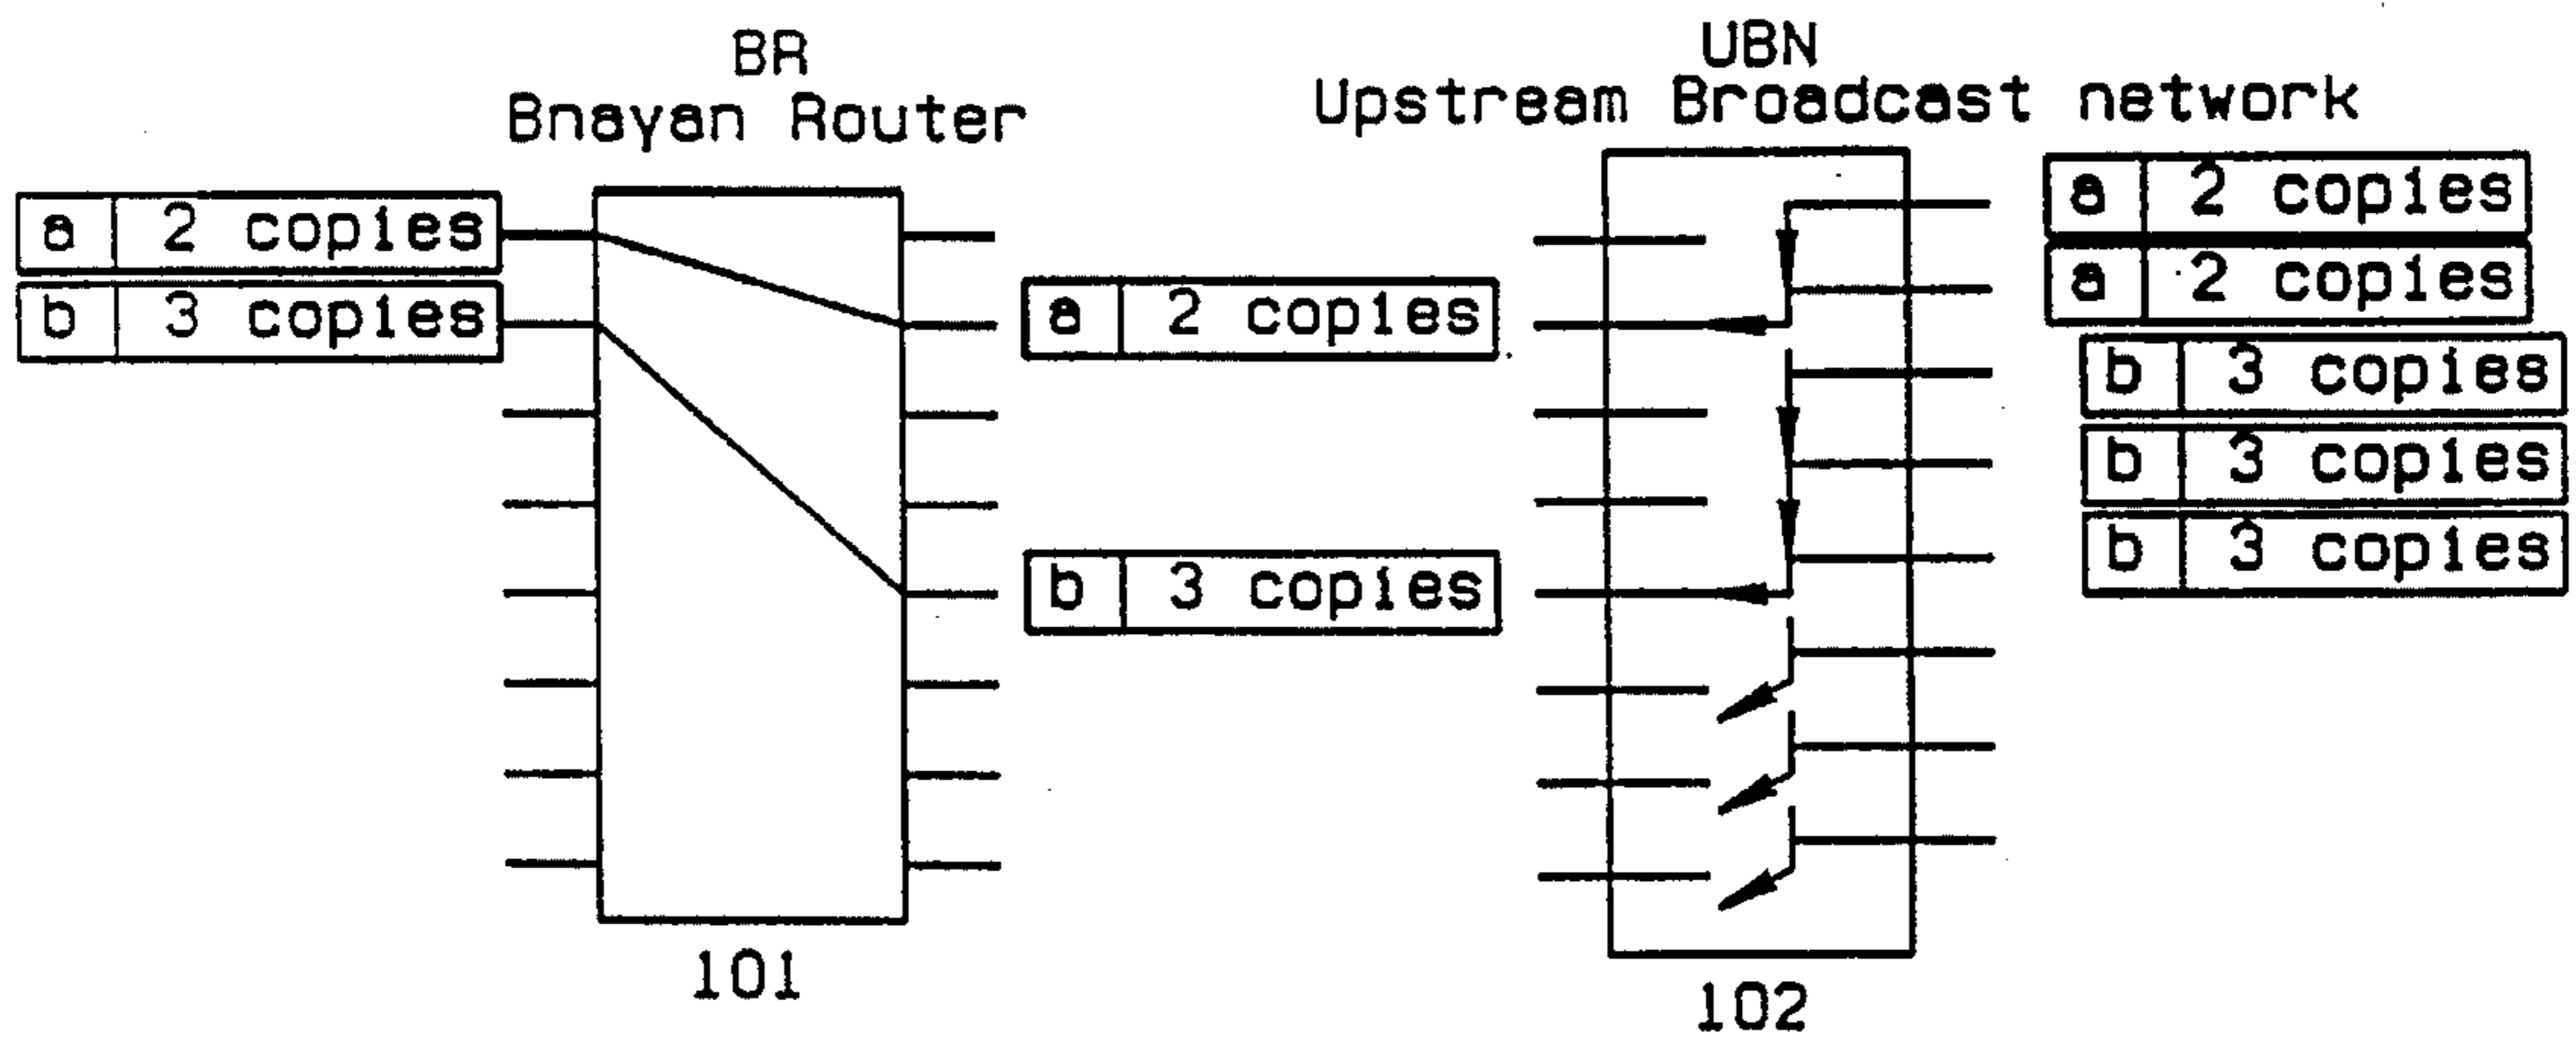 BR
Bnayan Router
UBN
Upstream Broadcast network
a 2 copies
b 3 copies
a 2 copies
b 3 copies
a 2 copies
a 2 copies
b 3 copies
b 3 copies
b 3 copies
101
102